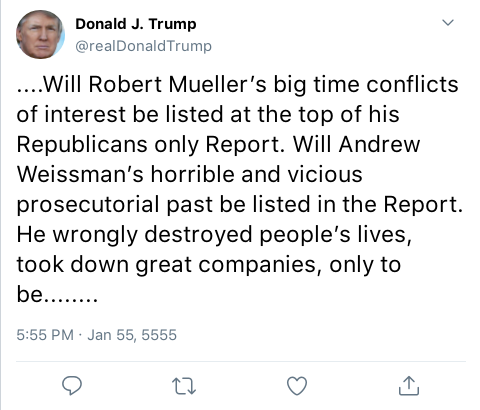 Donald J. Trump
@realDonaldTrump
....Will Robert Mueller’s big time conflicts
of interest be listed at the top of his
Republicans only Report. Will Andrew
Weissman’s horrible and vicious
prosecutorial past be listed in the Report.
He wrongly destroyed people’s lives,
took down great companies, only to
be........
5:55 PM · Jan 55, 5555